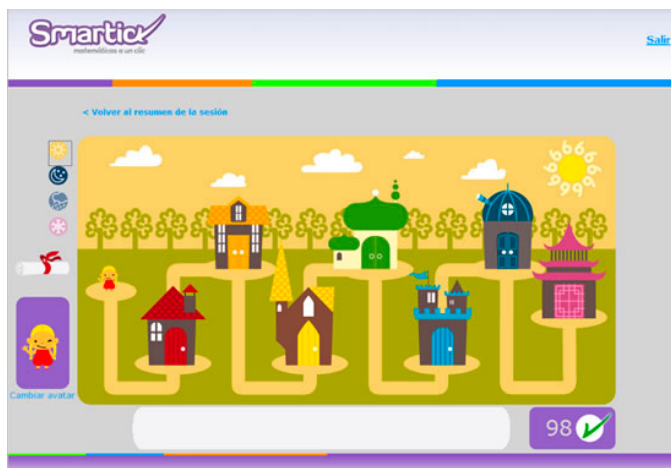 Smartick
matemáticas a un clic
Salir
< Volver al resumen de la sesión
Cambiar avatar
98